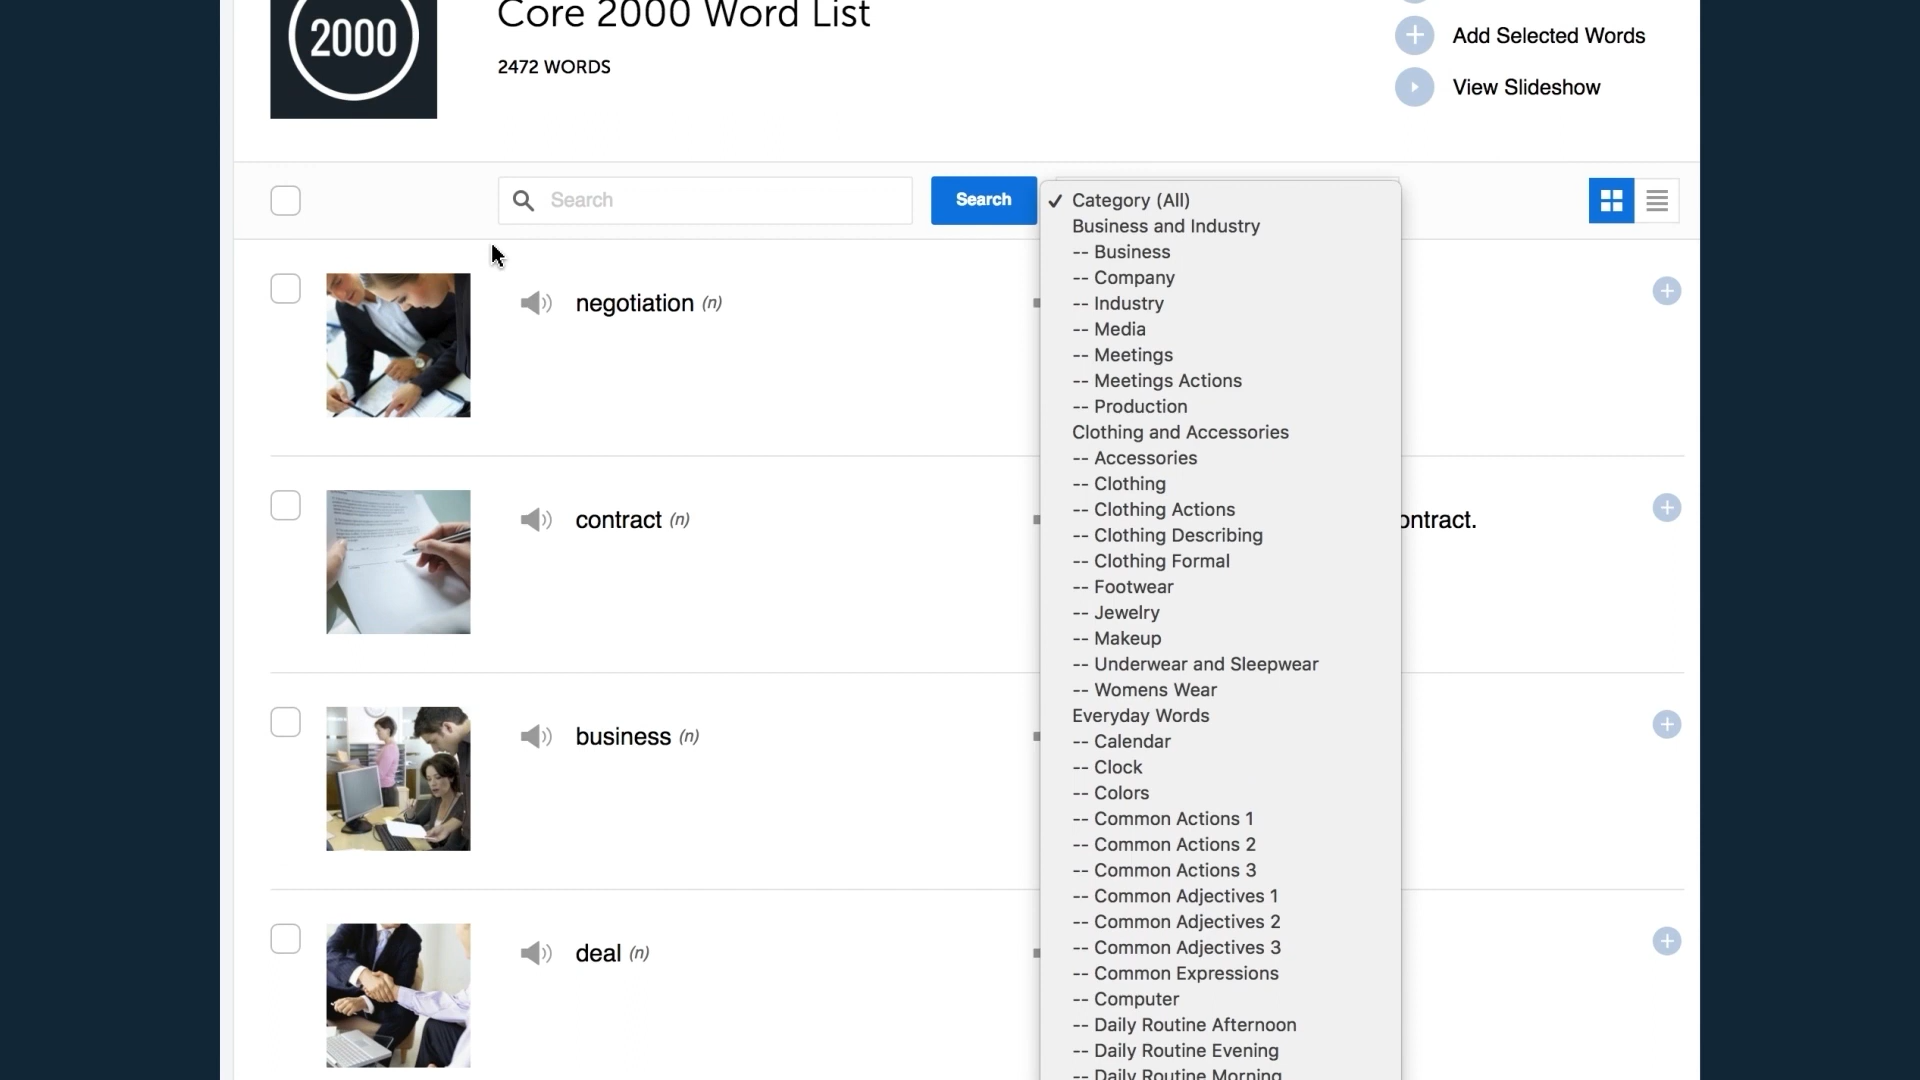 2000
Core 2000 Word List
2472 WORDS
Add Selected Words
View Slideshow
Search
Search
✓ Category (All)
Business and Industry
-- Business
-- Company
-- Industry
-- Media
-- Meetings
-- Meetings Actions
-- Production
Clothing and Accessories
-- Accessories
-- Clothing
-- Clothing Actions
-- Clothing Describing
-- Clothing Formal
-- Footwear
-- Jewelry
-- Makeup
-- Underwear and Sleepwear
-- Womens Wear
Everyday Words
-- Calendar
-- Clock
-- Colors
-- Common Actions 1
-- Common Actions 2
-- Common Actions 3
-- Common Adjectives 1
-- Common Adjectives 2
-- Common Adjectives 3
-- Common Expressions
-- Computer
-- Daily Routine Afternoon
-- Daily Routine Evening
-- Daily Routine Morning
negotiation (n)
contract (n)
ontract.
business (n)
deal (n)